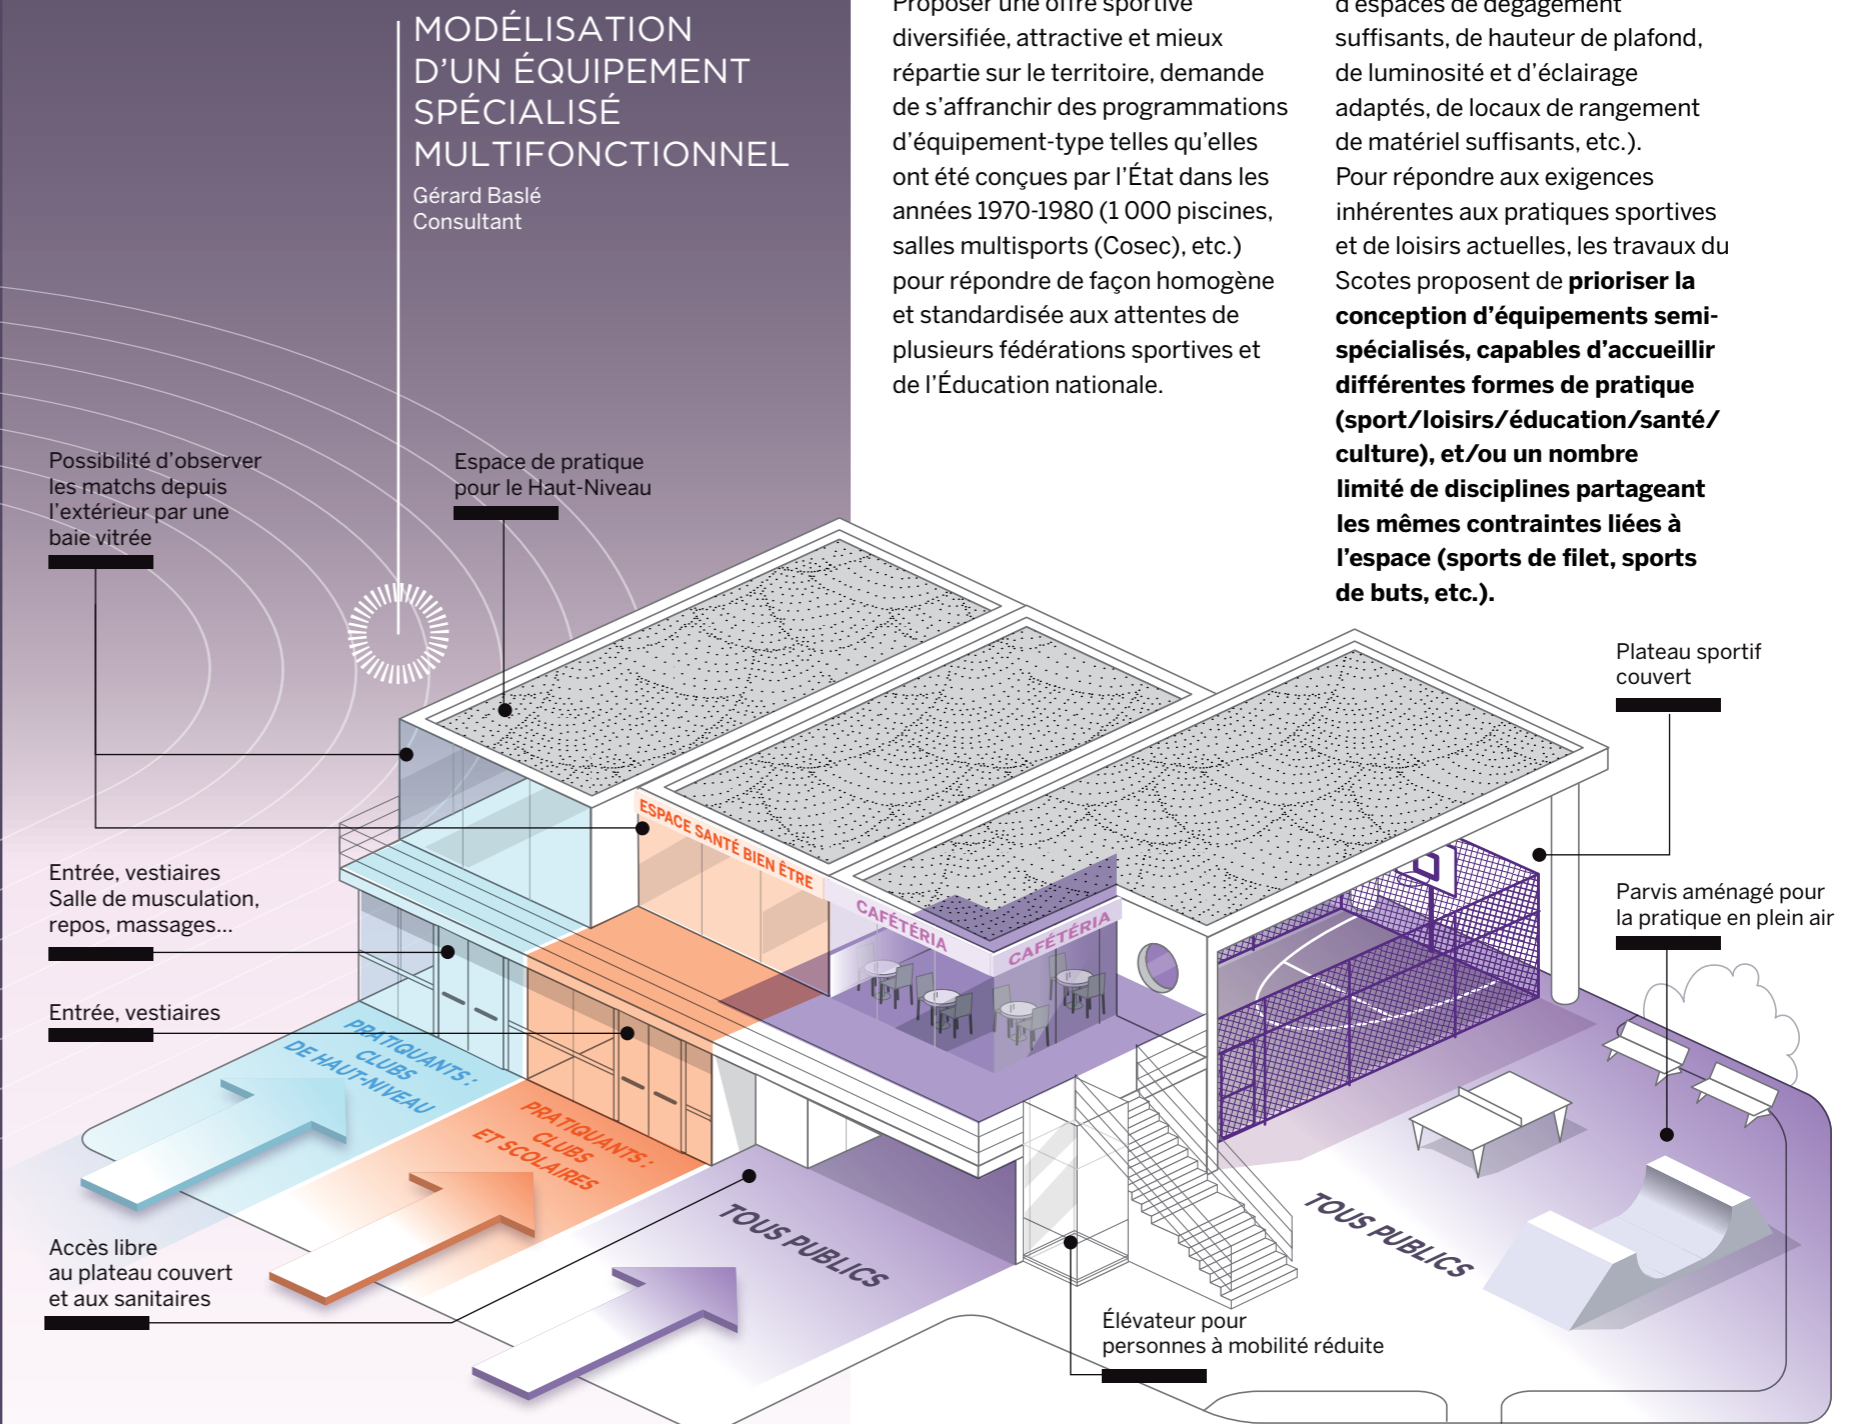 MODÉLISATION
D’UN ÉQUIPEMENT
SPÉCIALISÉ
MULTIFONCTIONNEL
Gérard Baslé
Consultant
Proposer une offre sportive
diversifiée, attractive et mieux
répartie sur le territoire, demande
de s’affranchir des programmations
d’équipement-type telles qu’elles
ont été conçues par l’État dans les
années 1970-1980 (1 000 piscines,
salles multisports (Cosec), etc.)
pour répondre de façon homogène
et standardisée aux attentes de
plusieurs fédérations sportives et
de l’Éducation nationale.
d’espaces de dégagement
suffisants, de hauteur de plafond,
de luminosité et d’éclairage
adaptés, de locaux de rangement
de matériel suffisants, etc.).
Pour répondre aux exigences
inhérentes aux pratiques sportives
et de loisirs actuelles, les travaux du
Scotes proposent de prioriser la
conception d’équipements semi-
spécialisés, capables d’accueillir
différentes formes de pratique
(sport/loisirs/éducation/santé/
culture), et/ou un nombre
limité de disciplines partageant
les mêmes contraintes liées à
l’espace (sports de filet, sports
de buts, etc.).
Possibilité d’observer
les matchs depuis
l’extérieur par une
baie vitrée
Espace de pratique
pour le Haut-Niveau
Plateau sportif
couvert
ESPACE SANTÉ BIEN ÊTRE
CAFÉTÉRIA
CAFÉTÉRIA
Entrée, vestiaires
Salle de musculation,
repos, massages...
Parvis aménagé pour
la pratique en plein air
Entrée, vestiaires
PRATIQUANTS :
CLUBS
DE HAUT-NIVEAU
PRATIQUANTS :
CLUBS
ET SCOLAIRES
TOUS PUBLICS
TOUS PUBLICS
Accès libre
au plateau couvert
et aux sanitaires
Élévateur pour
personnes à mobilité réduite